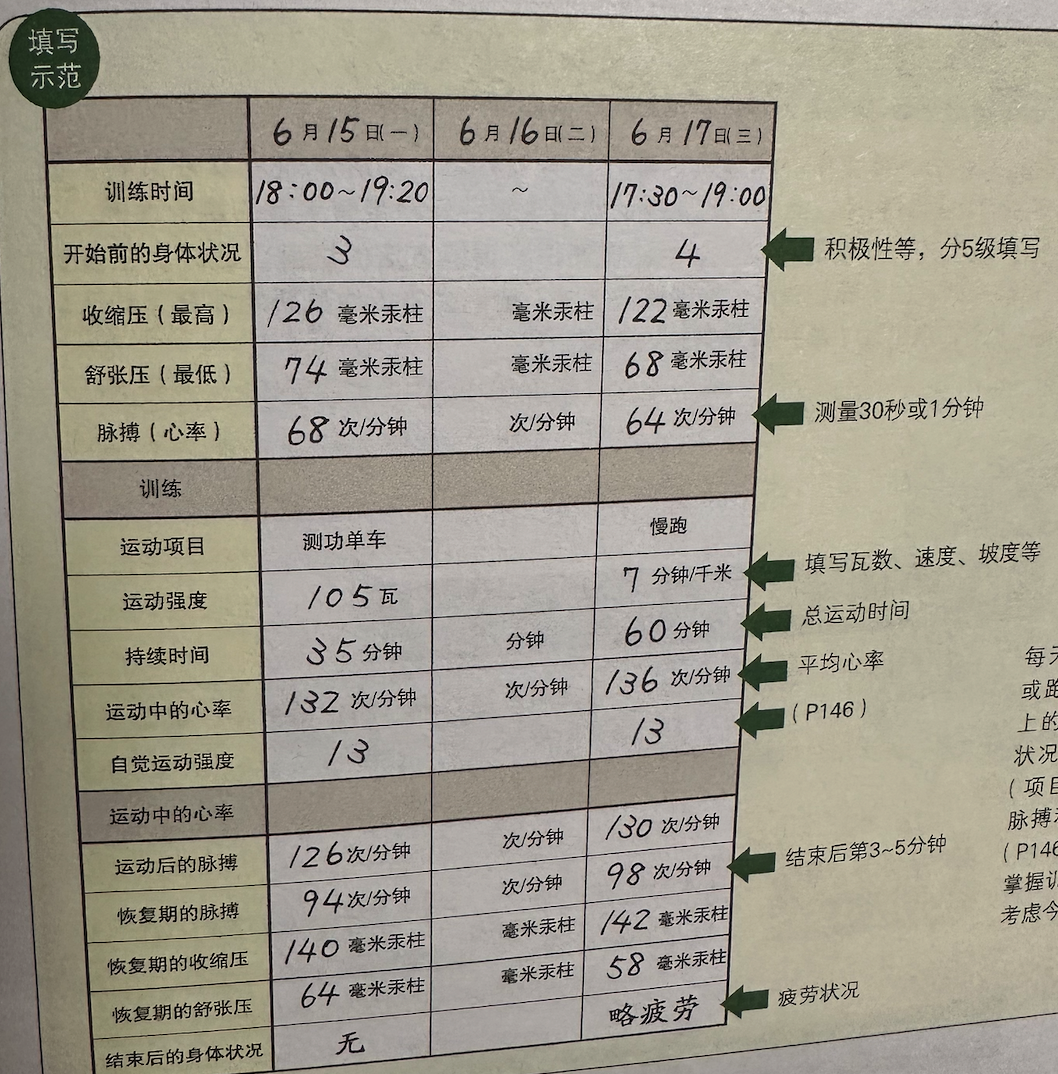 填写
示范
6月15日(一) 6月16日(二) 6月17日(三)
训练时间 18:00~19:20 ~ 17:30~19:00
开始前的身体状况 3 4 积极性等，分5级填写
收缩压（最高） 126 毫米汞柱 毫米汞柱 122 毫米汞柱
舒张压（最低） 74 毫米汞柱 毫米汞柱 68 毫米汞柱
脉搏（心率） 68 次/分钟 次/分钟 64 次/分钟 测量30秒或1分钟
训练
运动项目 测功单车 慢跑
运动强度 105瓦 7 分钟/千米 填写瓦数、速度、坡度等
持续时间 35分钟 分钟 60分钟 总运动时间
运动中的心率 132 次/分钟 次/分钟 136 次/分钟 平均心率
自觉运动强度 13 13 （P146）
运动中的心率
运动后的脉搏 126次/分钟 次/分钟 130 次/分钟
恢复期的脉搏 94次/分钟 次/分钟 98 次/分钟 结束后第3~5分钟
恢复期的收缩压 140 毫米汞柱 毫米汞柱 142 毫米汞柱
恢复期的舒张压 64 毫米汞柱 毫米汞柱 58 毫米汞柱
结束后的身体状况 无 略疲劳 疲劳状况
每
或
上的
状况
（项
脉搏
（P146
掌握
考虑今